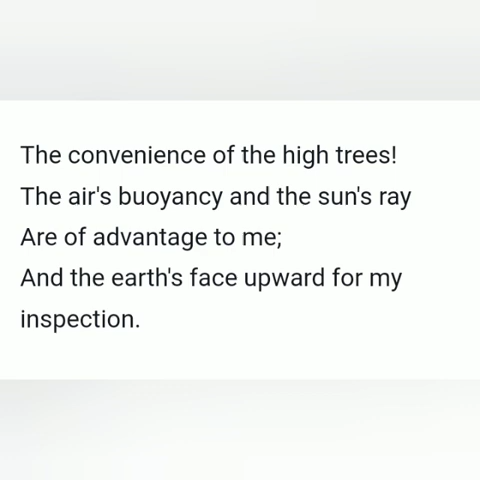 The convenience of the high trees!
The air's buoyancy and the sun's ray
Are of advantage to me;
And the earth's face upward for my
inspection.